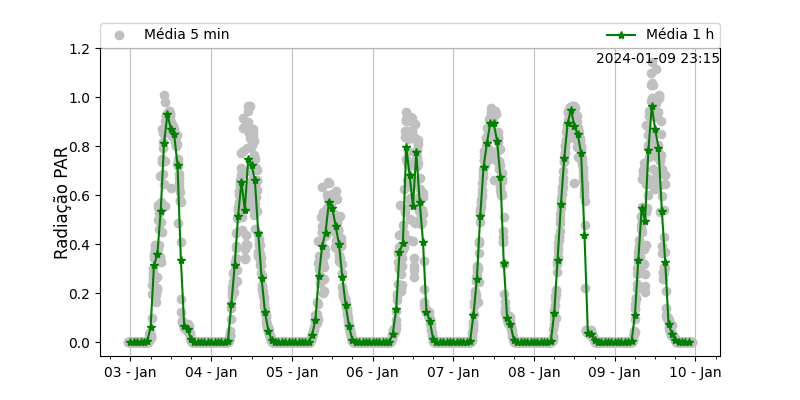 Média 5 min
Média 1 h
2024-01-09 23:15
Radiação PAR
1.2
1.0
0.8
0.6
0.4
0.2
0.0
03 - Jan
04 - Jan
05 - Jan
06 - Jan
07 - Jan
08 - Jan
09 - Jan
10 - Jan